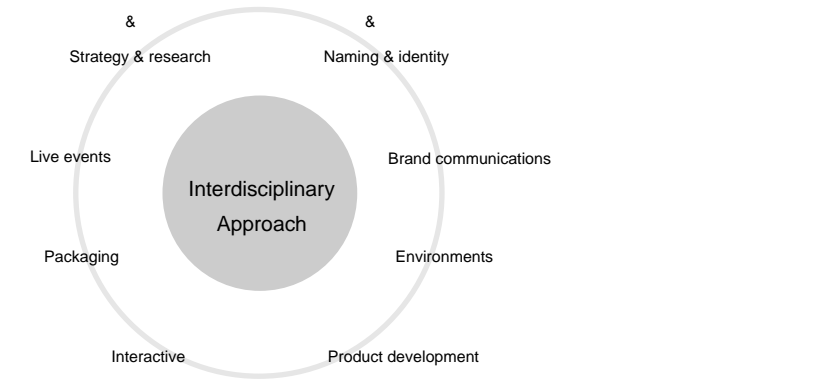 & &
Strategy & research Naming & identity
Live events Brand communications
Interdisciplinary
Approach
Packaging Environments
Interactive Product development